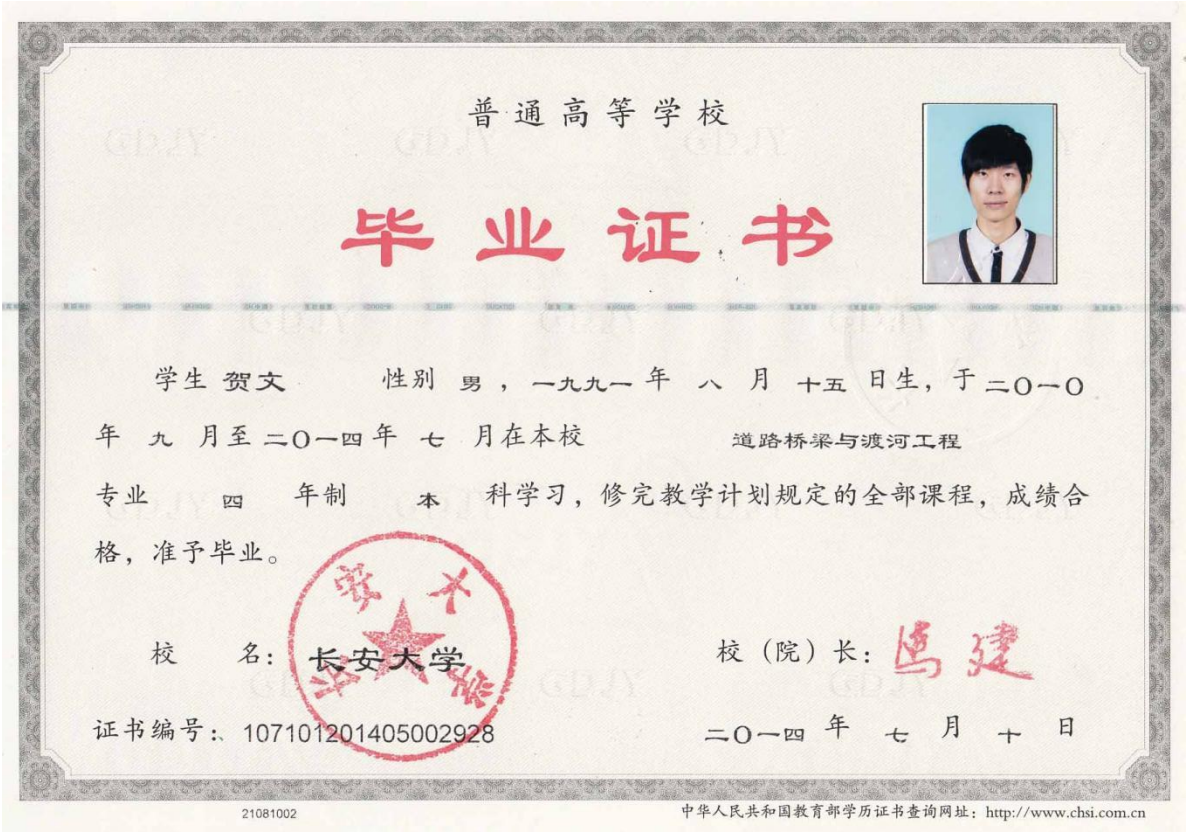 普通高等学校
毕业证书
学生 贺文 性别 男 ，一九九一 年 八 月 十五 日生，于 二〇一〇
年 九 月至 二〇一四 年 七 月在本校 道路桥梁与渡河工程
专业 四 年制 本 科学习，修完教学计划规定的全部课程，成绩合
格，准予毕业。
校 名：长安大学
长安大学
校（院）长：馬建
证书编号：107101201405002928
二〇一四 年 七 月 十 日
21081002
中华人民共和国教育部学历证书查询网址：http://www.chsi.com.cn